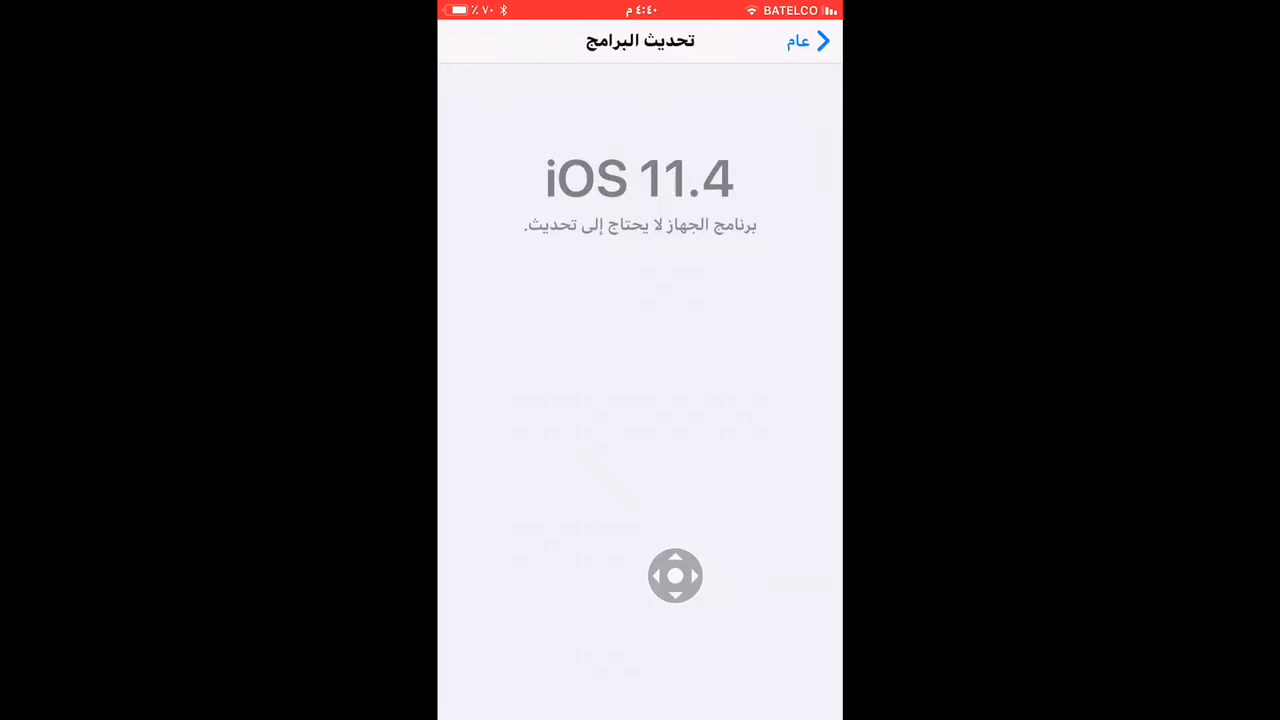 BATELCO
٤:٤٠ م
٪ ٧٠
عام
تحديث البرامج
iOS 11.4
برنامج الجهاز لا يحتاج إلى تحديث.